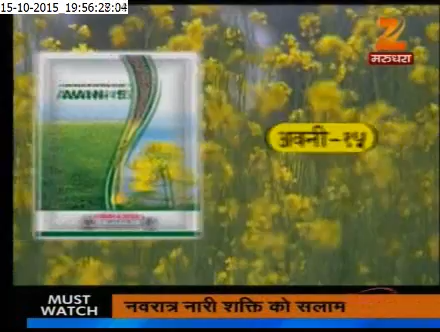 15-10-2015 19:56:28:04
Z
मरुधरा
अवनी-१५
MUST WATCH
नवरात्र नारी शक्ति को सलाम